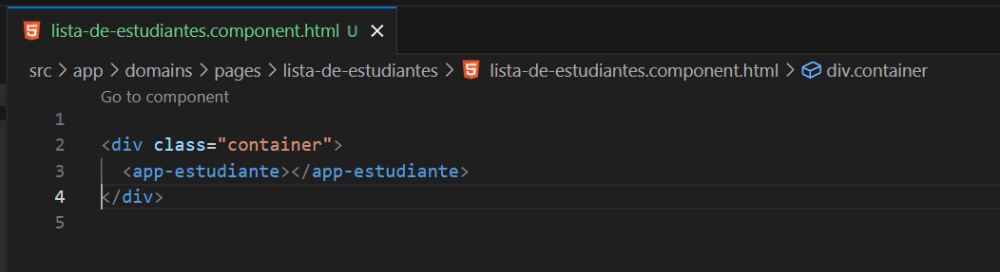 lista-de-estudiantes.component.html U ×
src > app > domains > pages > lista-de-estudiantes > lista-de-estudiantes.component.html > div.container
Go to component
1
2 <div class="container">
3 <app-estudiante></app-estudiante>
4 </div>
5